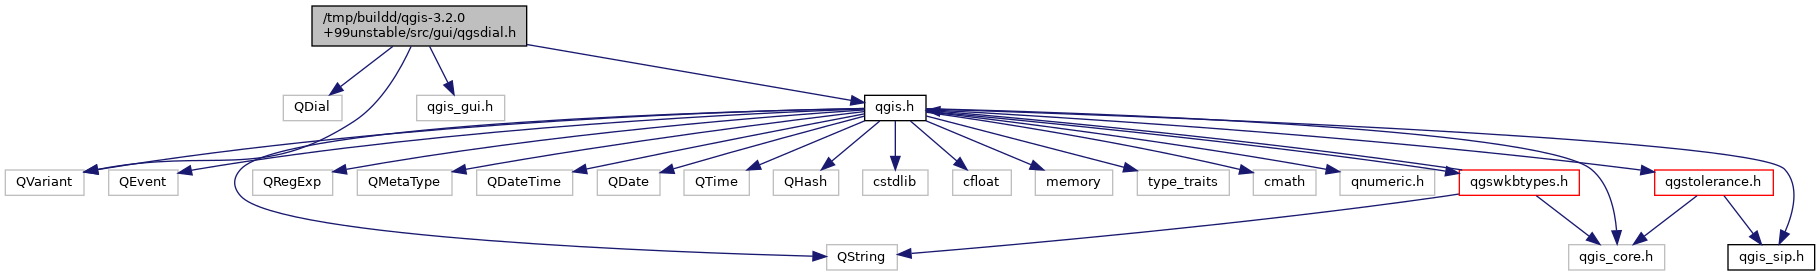 /tmp/buildd/qgis-3.2.0
+99unstable/src/gui/qgsdial.h
QDial
qgis_gui.h
qgis.h
QVariant
QEvent
QRegExp
QMetaType
QDateTime
QDate
QTime
QHash
cstdlib
cfloat
memory
type_traits
cmath
qnumeric.h
qgswkbtypes.h
qgstolerance.h
QString
qgis_core.h
qgis_sip.h